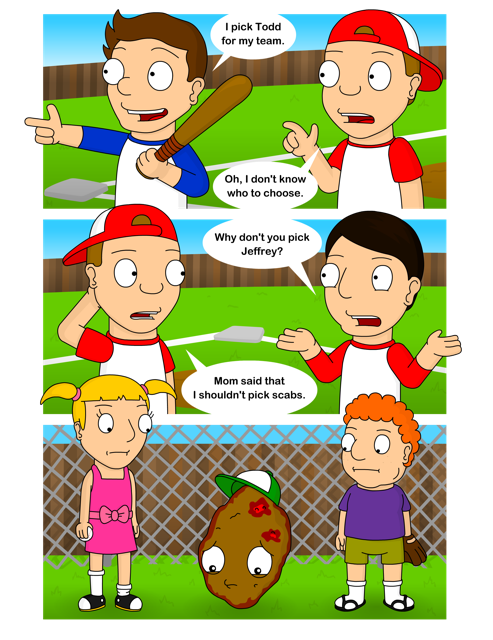 I pick Todd
for my team.
Oh, I don't know
who to choose.
Why don't you pick
Jeffrey?
Mom said that
I shouldn't pick scabs.